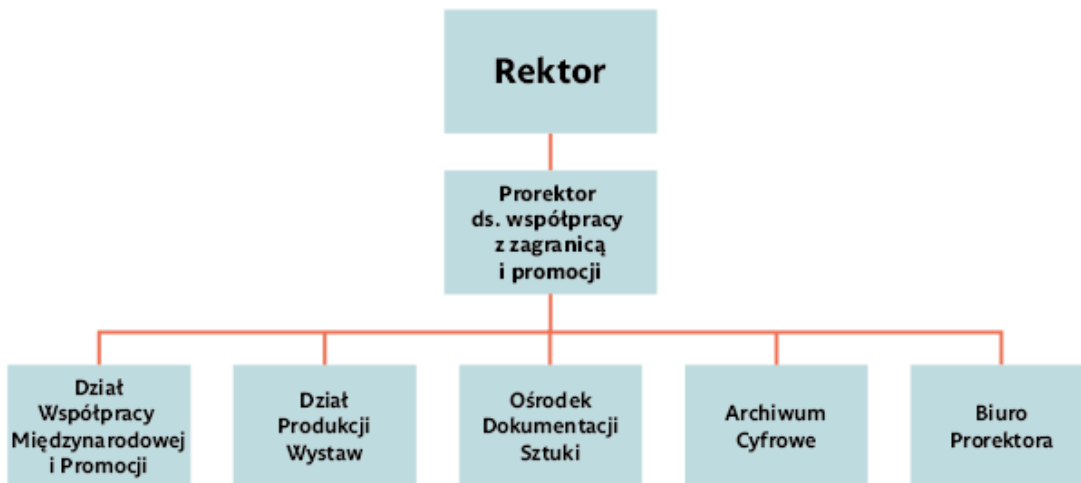 Rektor
Prorektor
ds. współpracy
z zagranicą
i promocji
Dział
Współpracy
Międzynarodowej
i Promocji
Dział
Produkcji
Wystaw
Ośrodek
Dokumentacji
Sztuki
Archiwum
Cyfrowe
Biuro
Prorektora